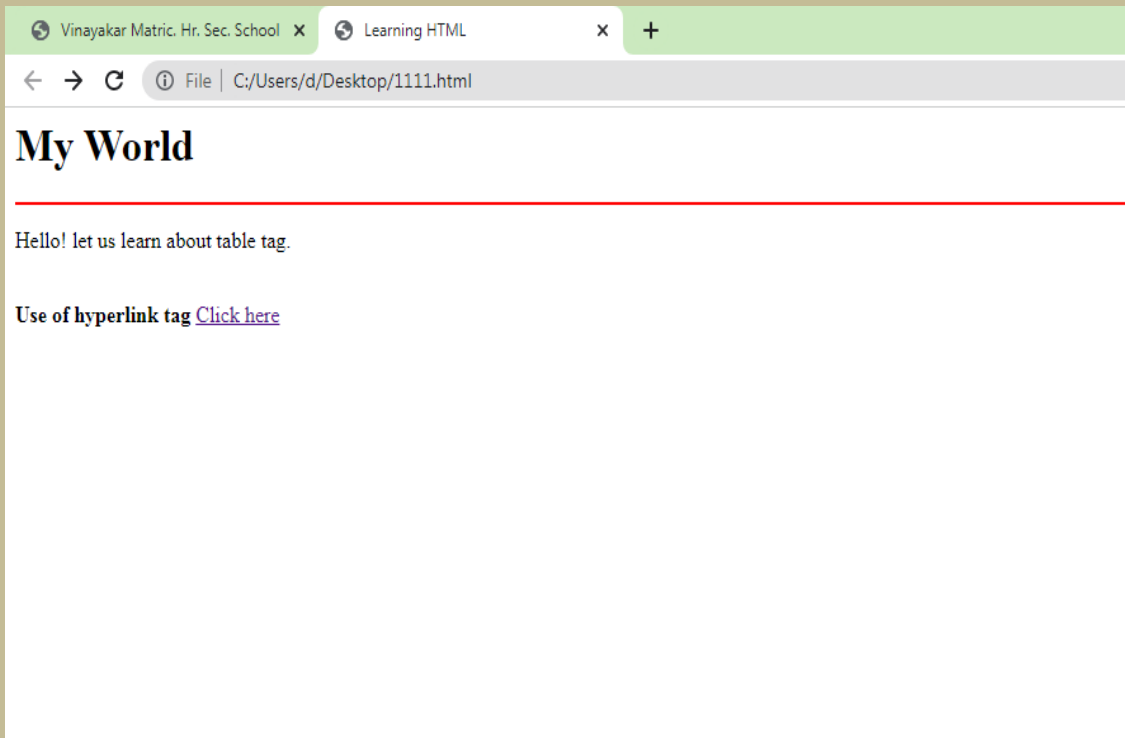 Vinayakar Matric. Hr. Sec. School Learning HTML
File C:/Users/d/Desktop/1111.html
My World
Hello! let us learn about table tag.
Use of hyperlink tag Click here